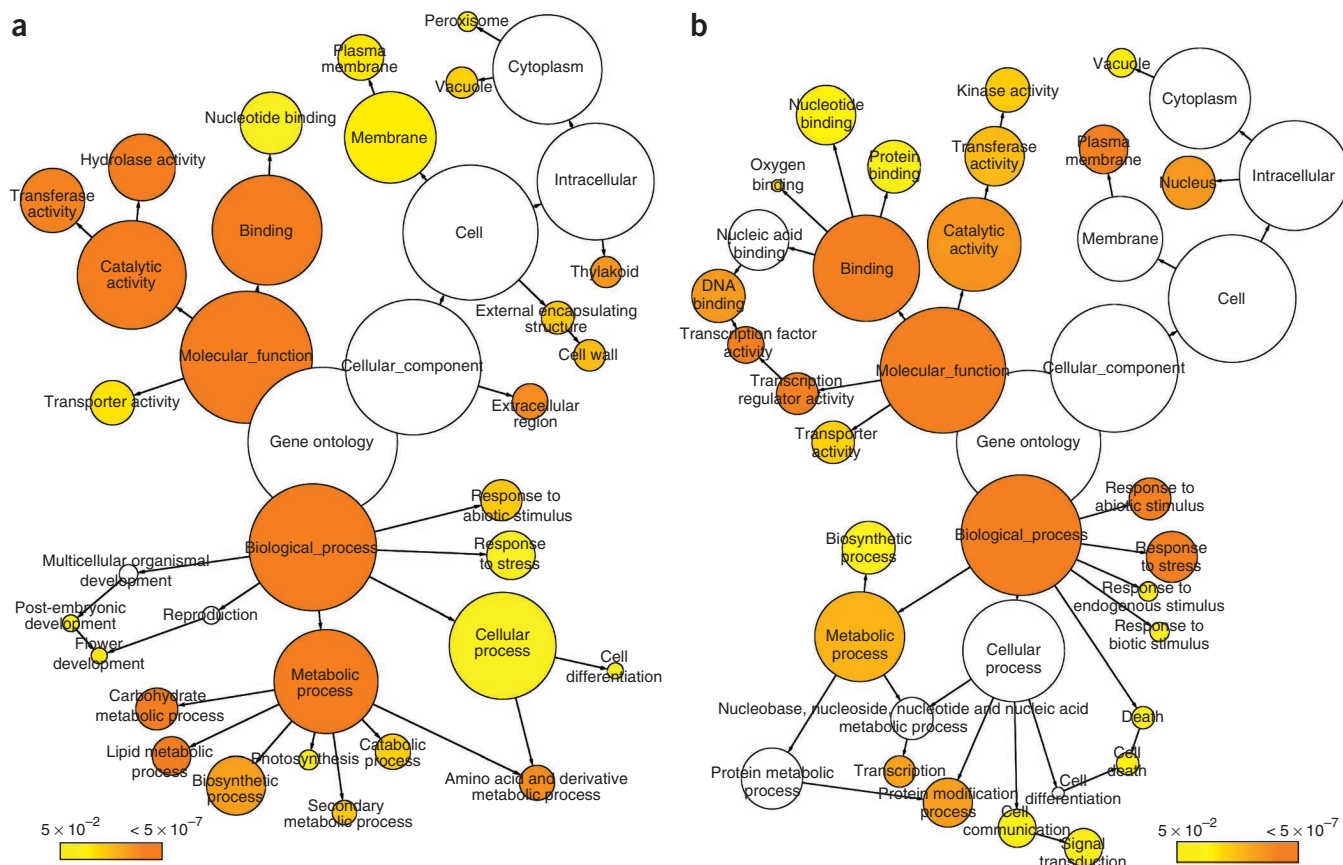 a
Peroxisome
Plasma
membrane
Cytoplasm
Vacuole
Nucleotide binding
Membrane
Hydrolase activity
Intracellular
Transferase
activity
Binding
Cell
Catalytic
activity
Thylakoid
External encapsulating
structure
Cell wall
Molecular_function
Cellular_component
Transporter activity
Extracellular
region
Gene ontology
Response to
abiotic stimulus
Biological_process
Response
to stress
Multicellular organismal
development
Post-embryonic
development
Reproduction
Flower
development
Cellular
process
Cell
differentiation
Metabolic
process
Carbohydrate
metabolic process
Lipid metabolic
process
Photosynthesis
Catabolic
process
Biosynthetic
process
Amino acid and derivative
metabolic process
Secondary
metabolic process
5 × 10⁻²
< 5 × 10⁻⁷
b
Vacuole
Cytoplasm
Kinase activity
Nucleotide
binding
Transferase
activity
Plasma
membrane
Protein
binding
Oxygen
binding
Nucleus
Intracellular
Nucleic acid
binding
Catalytic
activity
Membrane
Binding
DNA
binding
Cell
Transcription factor
activity
Molecular_function
Cellular_component
Transcription
regulator activity
Transporter
activity
Gene ontology
Response to
abiotic stimulus
Biological_process
Biosynthetic
process
Response
to stress
Response to
endogenous stimulus
Response to
biotic stimulus
Metabolic
process
Cellular
process
Nucleobase, nucleoside, nucleotide and nucleic acid
metabolic process
Death
Cell
death
Protein metabolic
process
Transcription
Cell
differentiation
Protein modification
process
Cell
communication
Signal
transduction
5 × 10⁻²
< 5 × 10⁻⁷